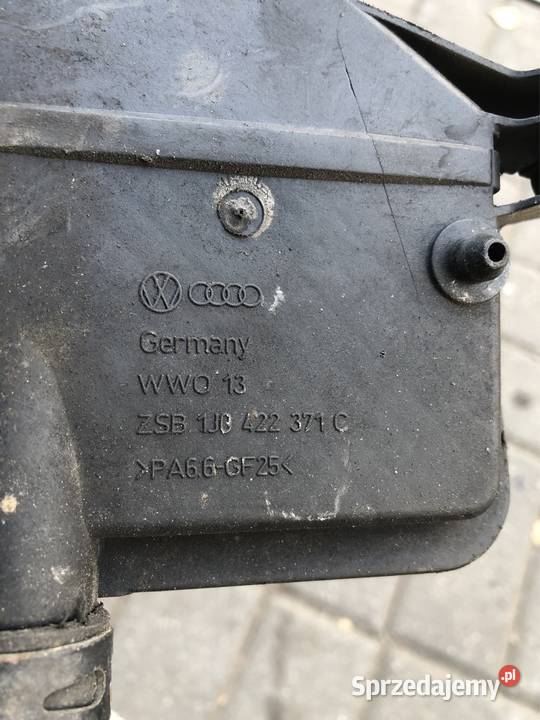 Germany
WWO 13
ZSB 1J0 422 371 C
>PA6.6-GF25<
Sprzedajemy.pl